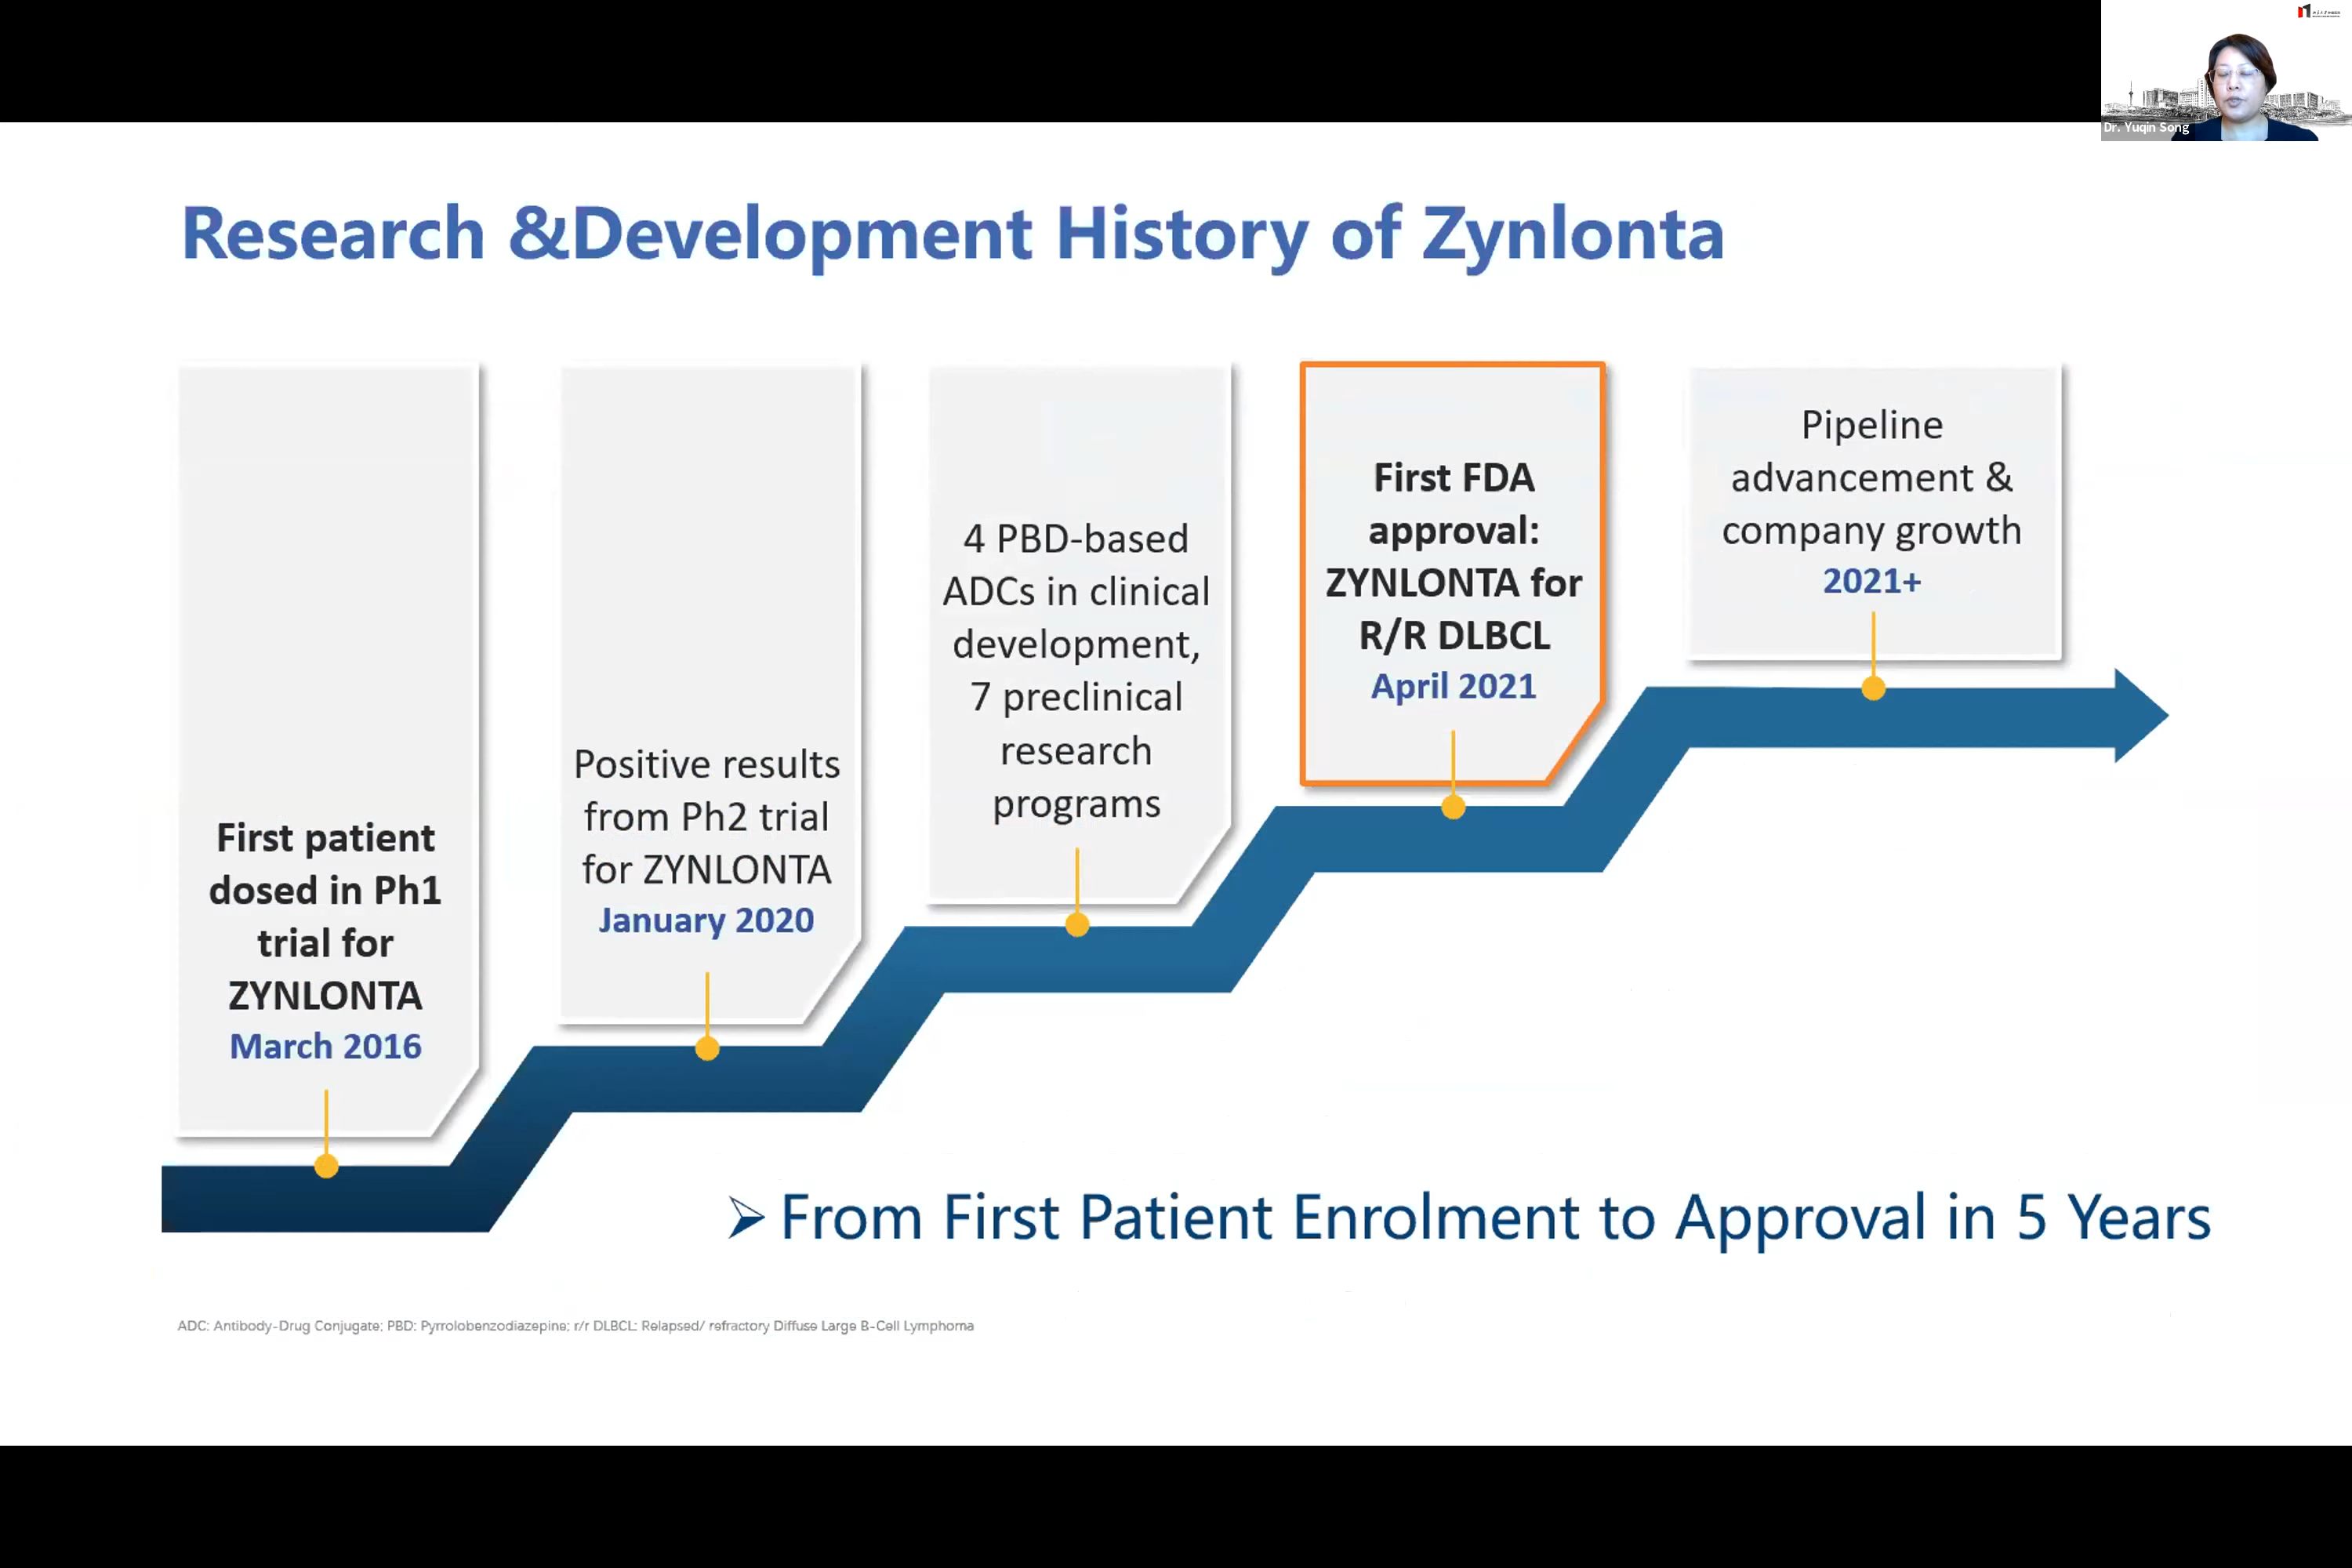 Dr. Yuqin Song
Research &Development History of Zynlonta
First patient
dosed in Ph1
trial for
ZYNLONTA
March 2016
Positive results
from Ph2 trial
for ZYNLONTA
January 2020
4 PBD-based
ADCs in clinical
development,
7 preclinical
research
programs
First FDA
approval:
ZYNLONTA for
R/R DLBCL
April 2021
Pipeline
advancement &
company growth
2021+
➢ From First Patient Enrolment to Approval in 5 Years
ADC: Antibody-Drug Conjugate; PBD: Pyrrolobenzodiazepine; r/r DLBCL: Relapsed/ refractory Diffuse Large B-Cell Lymphoma